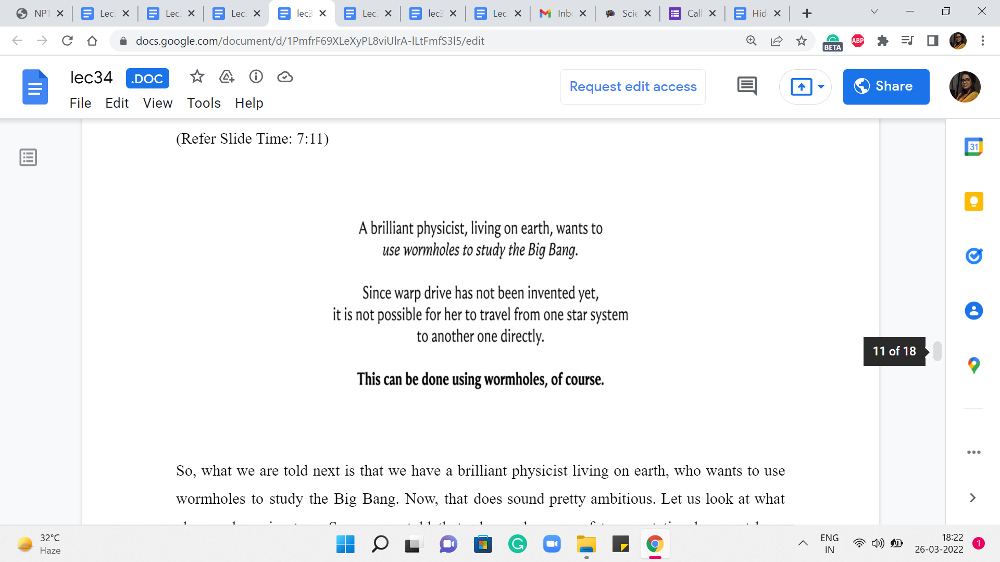 NPT
Lec
Lec
Lec
lec3
Lec
lec3
Lec
Inbo
Scie
Call
Hid
docs.google.com/document/d/1PmfrF69XLeXyPL8viUlrA-lLtFmfS3l5/edit
BETA
ABP
lec34
.DOC
Request edit access
Share
File Edit View Tools Help
(Refer Slide Time: 7:11)
31
A brilliant physicist, living on earth, wants to
use wormholes to study the Big Bang.
Since warp drive has not been invented yet,
it is not possible for her to travel from one star system
to another one directly.
11 of 18
This can be done using wormholes, of course.
So, what we are told next is that we have a brilliant physicist living on earth, who wants to use
wormholes to study the Big Bang. Now, that does sound pretty ambitious. Let us look at what
32°C
Haze
ENG
IN
18:22
26-03-2022
1